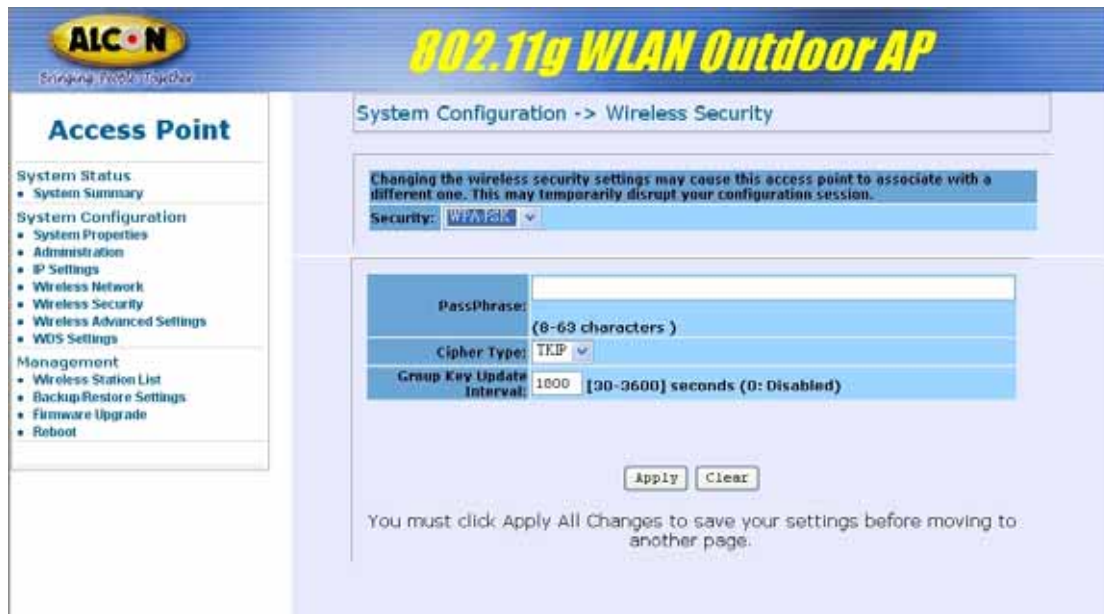 ALCON
Bringing People Together
802.11g WLAN Outdoor AP
Access Point
System Status
System Summary
System Configuration
System Properties
Administration
IP Settings
Wireless Network
Wireless Security
Wireless Advanced Settings
WDS Settings
Management
Wireless Station List
Backup/Restore Settings
Firmware Upgrade
Reboot
System Configuration -> Wireless Security
Changing the wireless security settings may cause this access point to associate with a
different one. This may temporarily disrupt your configuration session.
Security: WPA PSK
PassPhrase:
(8-63 characters )
Cipher Type: TKIP
Group Key Update
Interval: 1800 [30-3600] seconds (0: Disabled)
Apply Clear
You must click Apply All Changes to save your settings before moving to
another page.